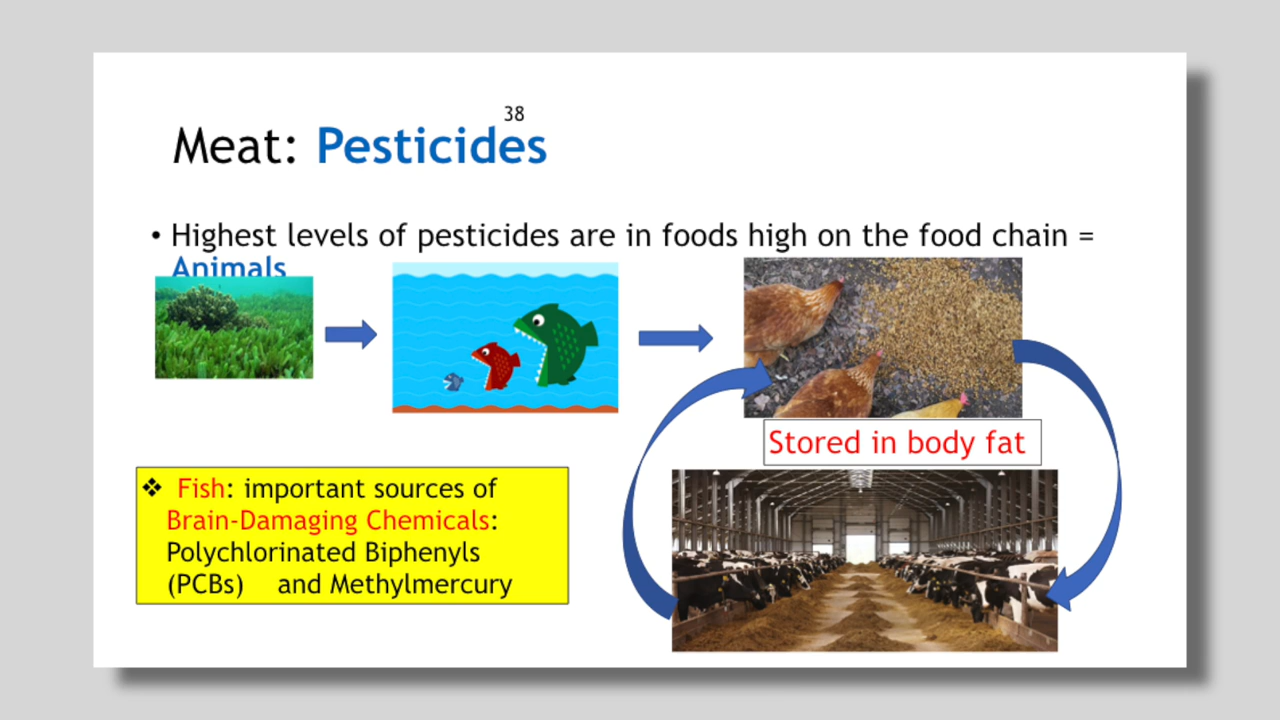 38
Meat: Pesticides
• Highest levels of pesticides are in foods high on the food chain =
Animals
Stored in body fat
❖ Fish: important sources of
Brain-Damaging Chemicals:
Polychlorinated Biphenyls
(PCBs) and Methylmercury